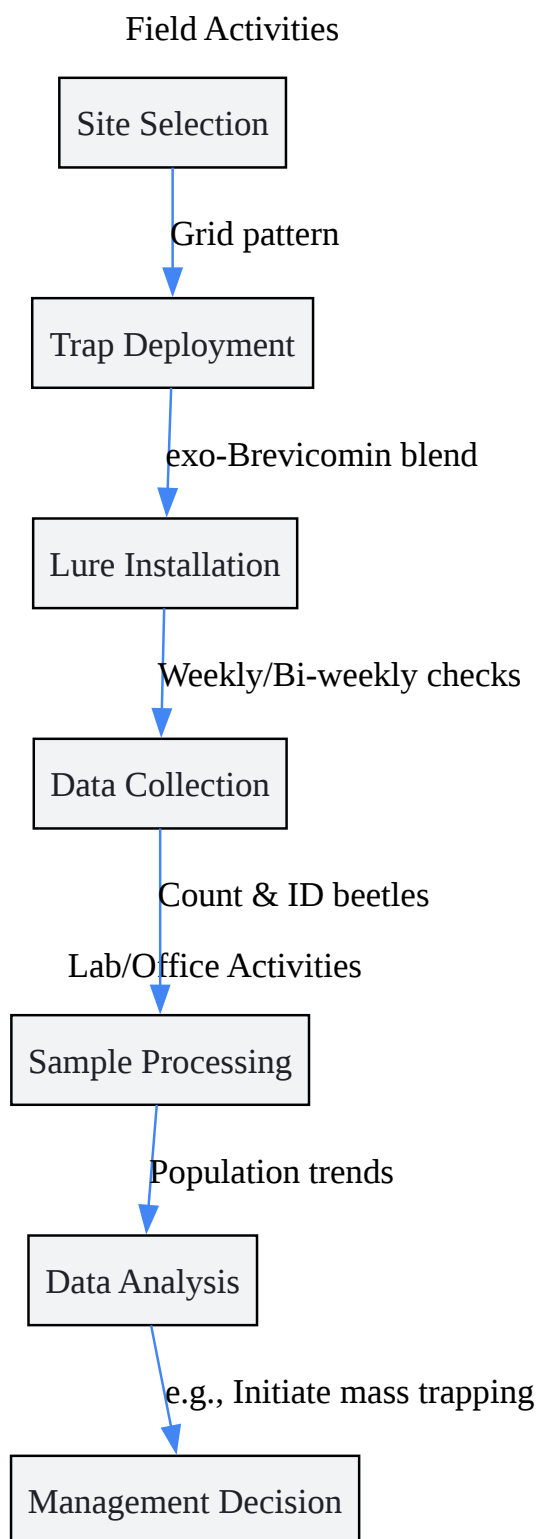 Field Activities
Site Selection
Grid pattern
Trap Deployment
exo-Brevicomin blend
Lure Installation
Weekly/Bi-weekly checks
Data Collection
Count & ID beetles
Lab/Office Activities
Sample Processing
Population trends
Data Analysis
e.g., Initiate mass trapping
Management Decision